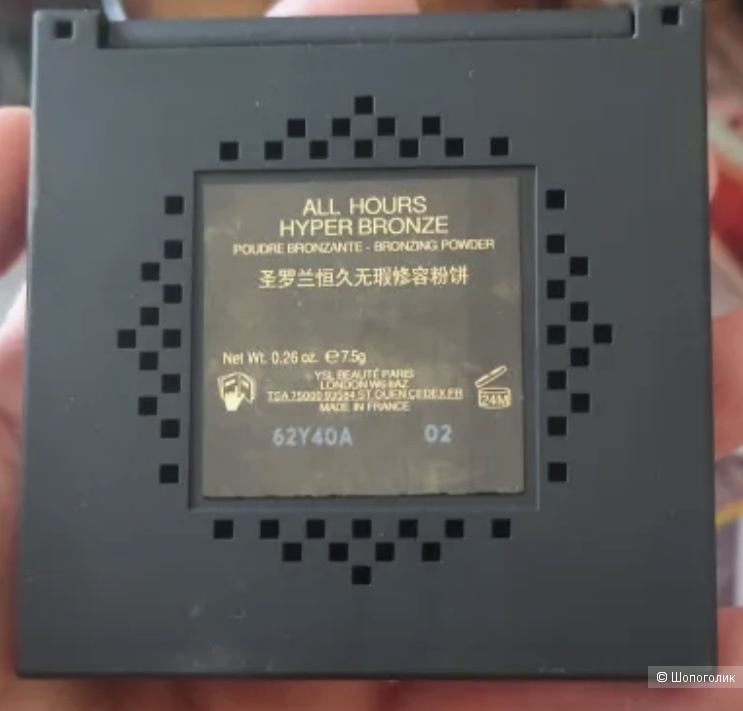 ALL HOURS
HYPER BRONZE
POUDRE BRONZANTE - BRONZING POWDER
圣罗兰恒久无瑕修容粉饼
Net Wt. 0.26 oz. ℮ 7.5g
YSL BEAUTÉ PARIS
LONDON W6 8AZ
TSA 75000 93584 ST OUEN CEDEX FR
MADE IN FRANCE
24M
62Y40A 02
© Шопоголик